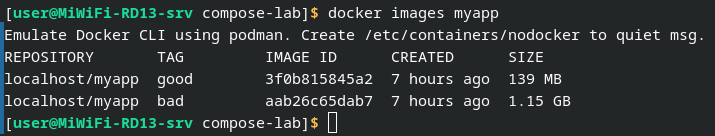 [user@MiWiFi-RD13-srv compose-lab]$ docker images myapp
Emulate Docker CLI using podman. Create /etc/containers/nodocker to quiet msg.
REPOSITORY       TAG         IMAGE ID      CREATED      SIZE
localhost/myapp  good        3f0b815845a2  7 hours ago  139 MB
localhost/myapp  bad         aab26c65dab7  7 hours ago  1.15 GB
[user@MiWiFi-RD13-srv compose-lab]$